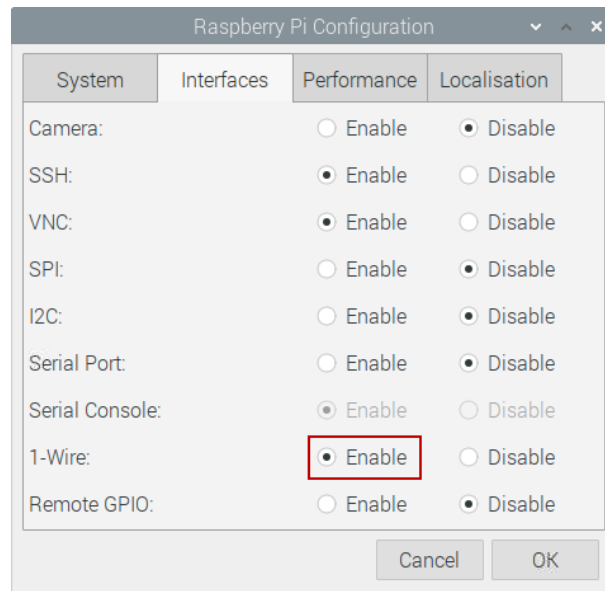 Raspberry Pi Configuration
System Interfaces Performance Localisation
Camera: Enable Disable
SSH: Enable Disable
VNC: Enable Disable
SPI: Enable Disable
I2C: Enable Disable
Serial Port: Enable Disable
Serial Console: Enable Disable
1-Wire: Enable Disable
Remote GPIO: Enable Disable
Cancel OK